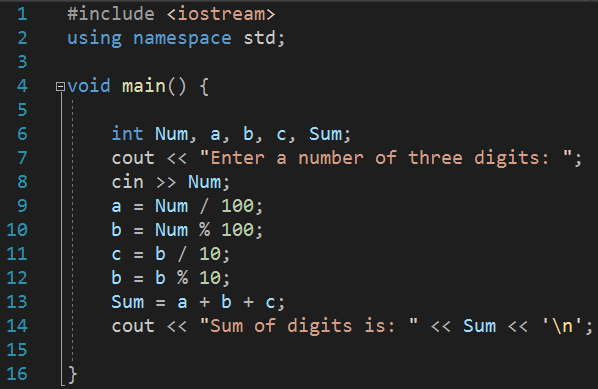 1 #include <iostream>
2 using namespace std;
3
4 void main() {
5
6 int Num, a, b, c, Sum;
7 cout << "Enter a number of three digits: ";
8 cin >> Num;
9 a = Num / 100;
10 b = Num % 100;
11 c = b / 10;
12 b = b % 10;
13 Sum = a + b + c;
14 cout << "Sum of digits is: " << Sum << '\n';
15
16 }